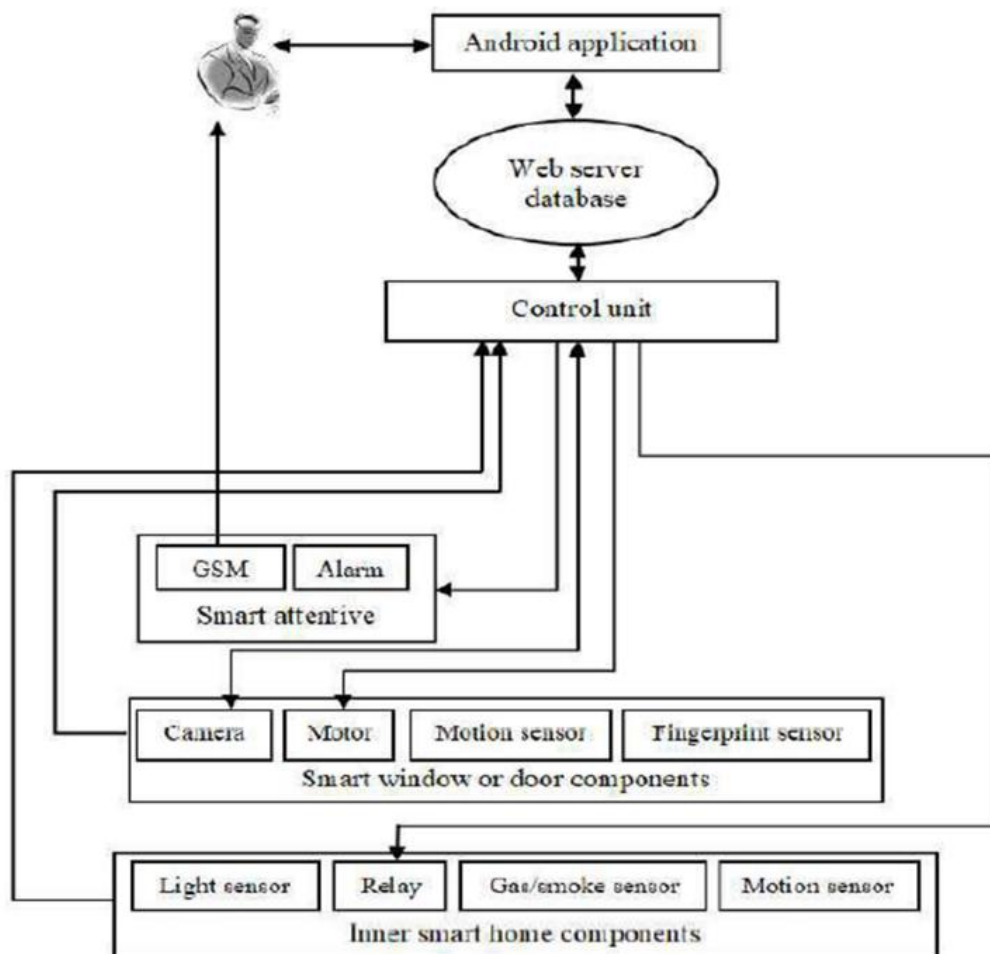 Android application
Web server
database
Control unit
GSM
Alarm
Smart attentive
Camera
Motor
Motion sensor
Fingerprint sensor
Smart window or door components
Light sensor
Relay
Gas/smoke sensor
Motion sensor
Inner smart home components